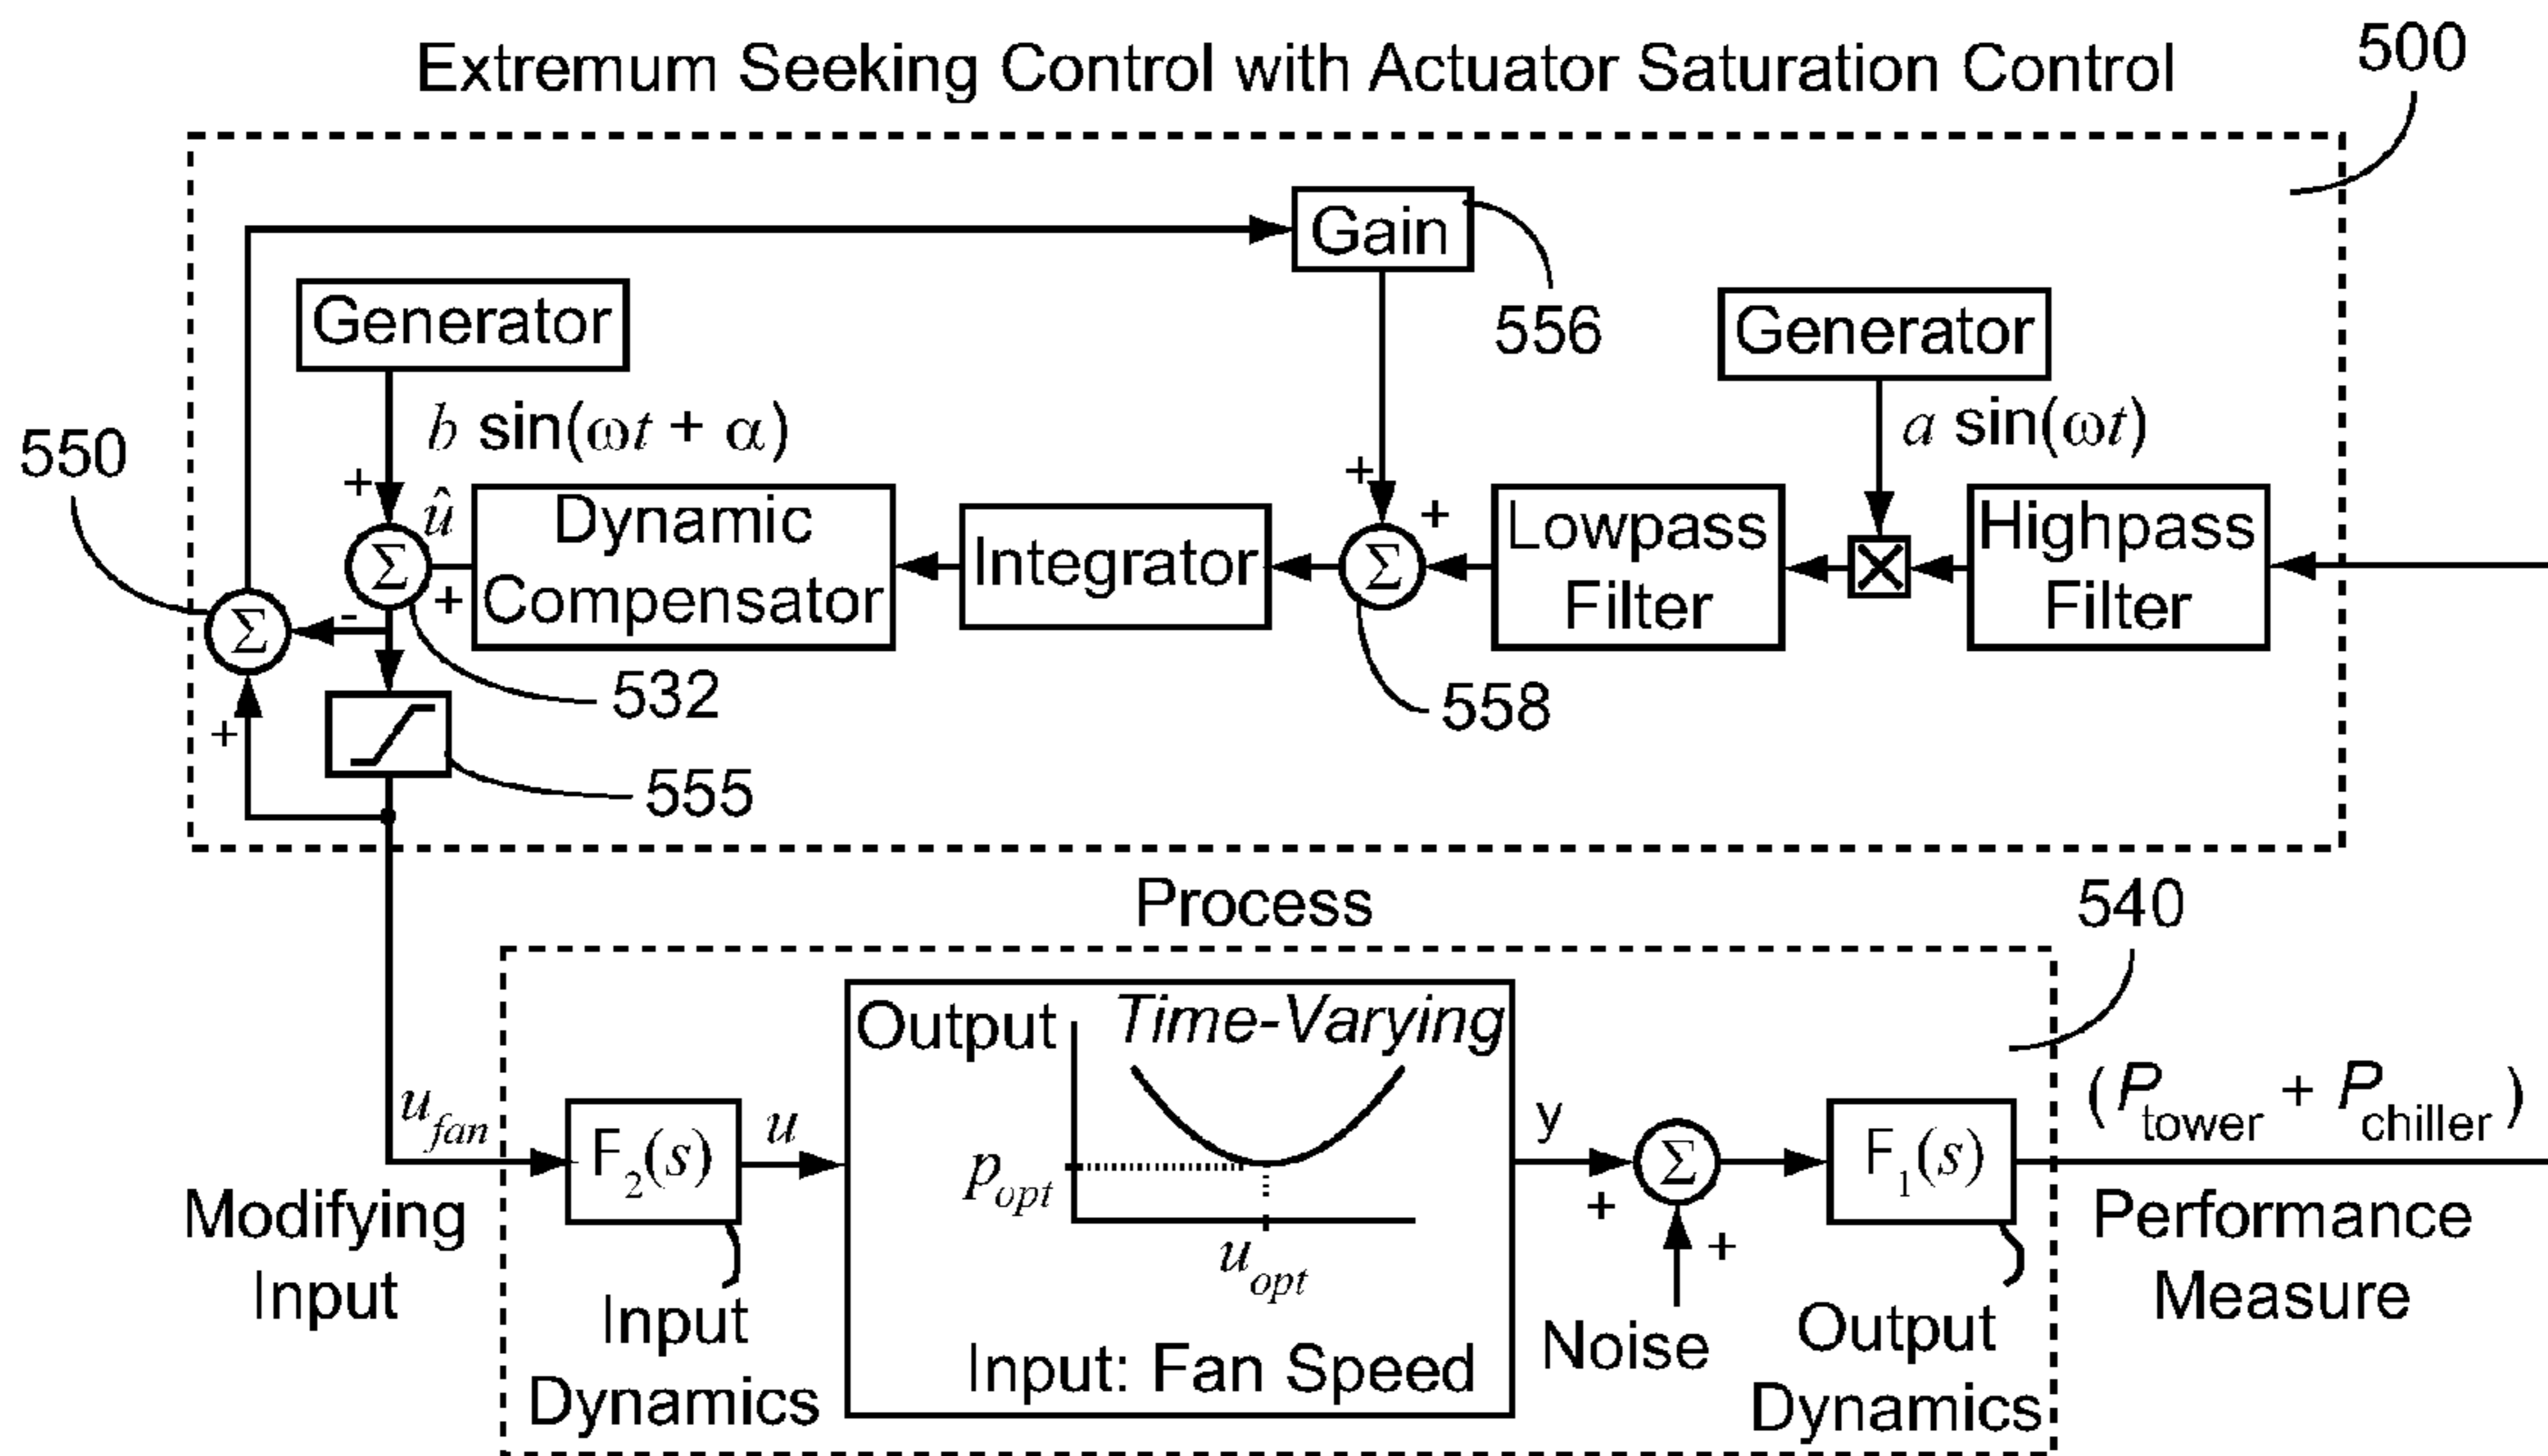 Extremum Seeking Control with Actuator Saturation Control
500
Gain
556
Generator
b sin(ωt + α)
Generator
a sin(ωt)
550
+
û
Σ
+
Dynamic
Compensator
Integrator
+
+
Σ
Lowpass
Filter
Highpass
Filter
Σ
-
+
532
558
555
Process
540
Output
Time-Varying
p_opt
u_opt
Input: Fan Speed
u_fan
F₂(s)
u
y
Σ
+
+
F₁(s)
(P_tower + P_chiller)
Modifying
Input
Input
Dynamics
Noise
Output
Dynamics
Performance
Measure